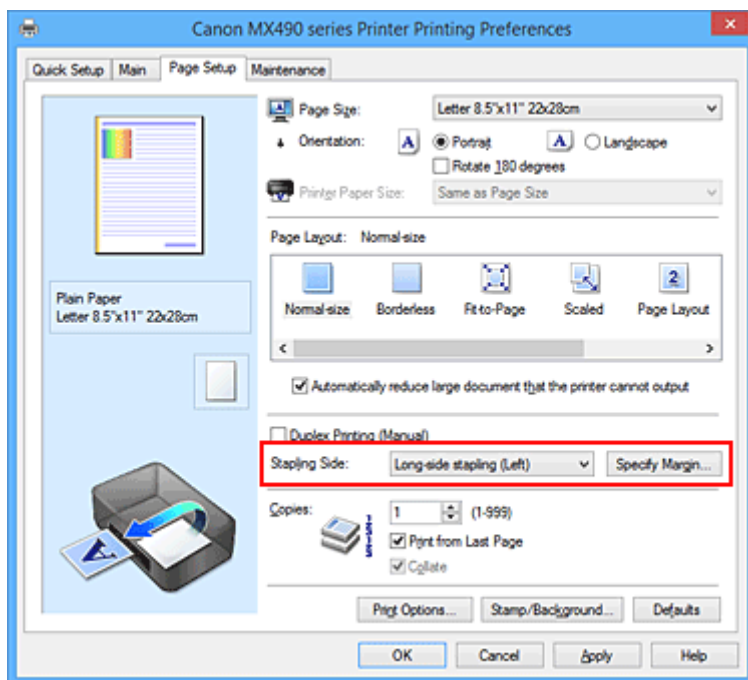 Canon MX490 series Printer Printing Preferences
Quick Setup Main Page Setup Maintenance
Page Size: Letter 8.5"x11" 22x28cm
Orientation: A Portrait A Landscape
Rotate 180 degrees
Printer Paper Size: Same as Page Size
Page Layout: Normal-size
2
Normal-size Borderless Fit-to-Page Scaled Page Layout
Plain Paper
Letter 8.5"x11" 22x28cm
Automatically reduce large document that the printer cannot output
Duplex Printing (Manual)
Stapling Side: Long-side stapling (Left) Specify Margin...
Copies: 1 (1-999)
Print from Last Page
Collate
A
Print Options... Stamp/Background... Defaults
OK Cancel Apply Help